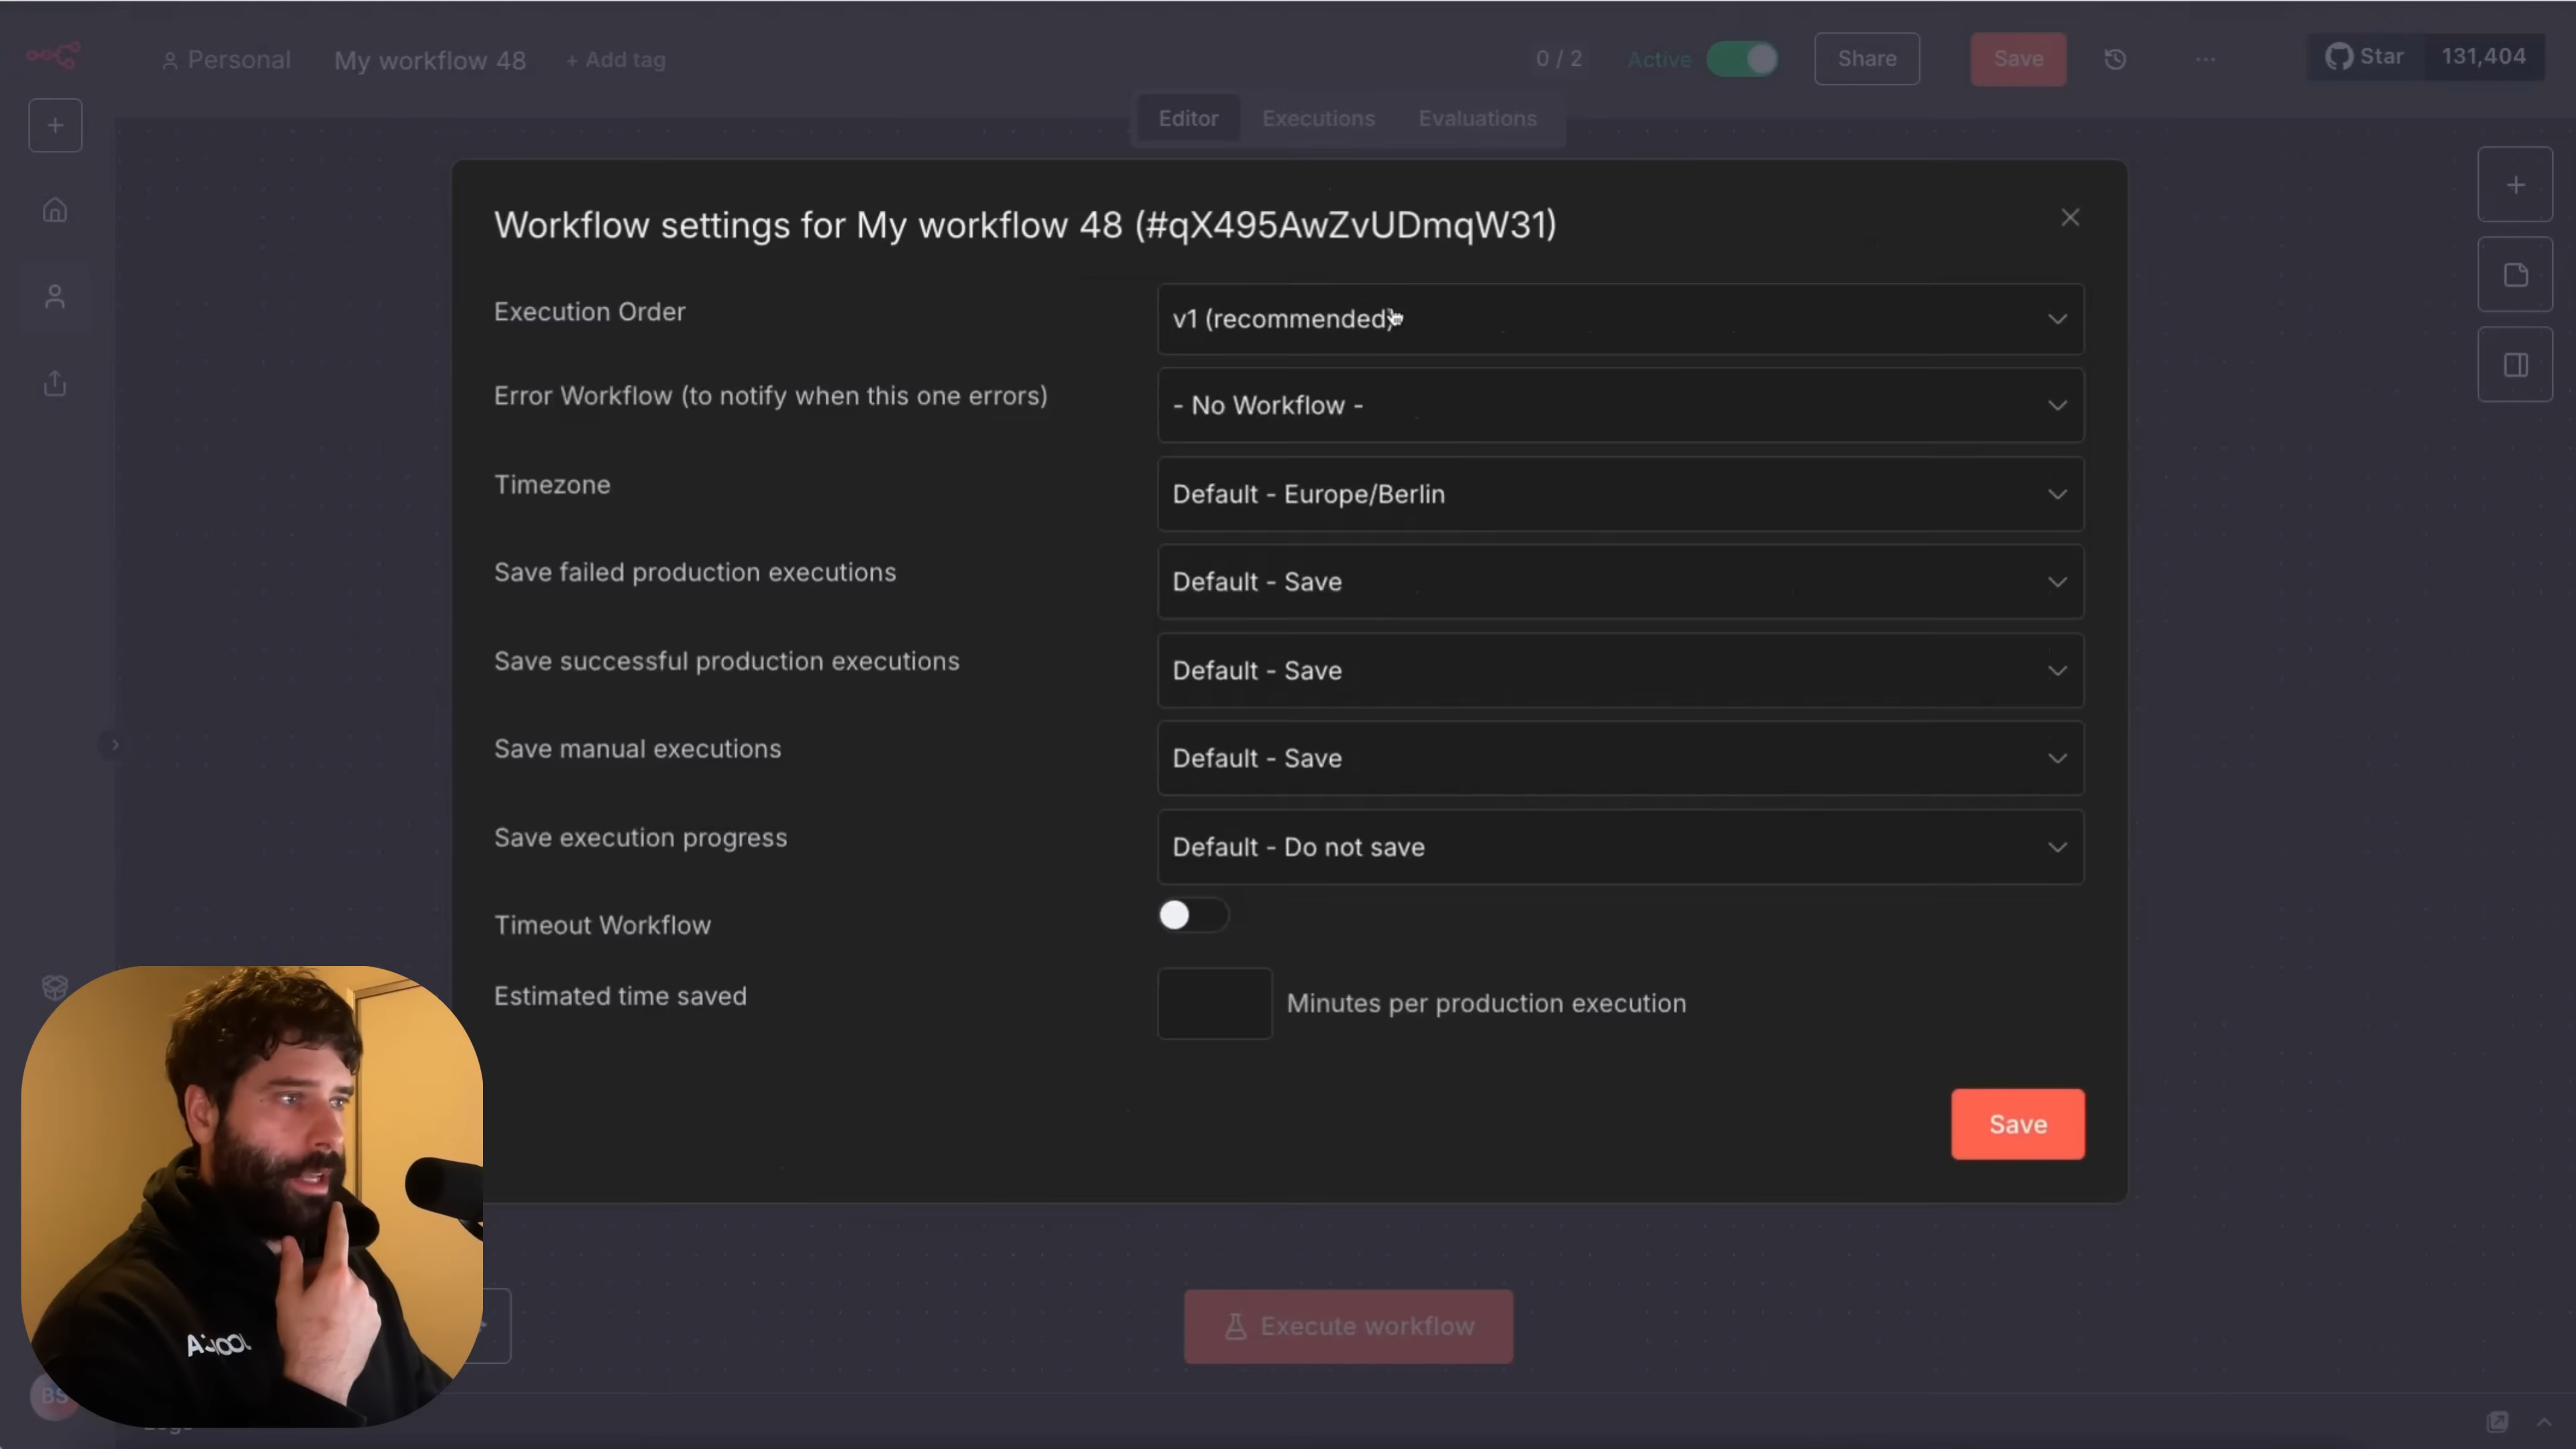 Personal
My workflow 48
+ Add tag
0 / 2
Active
Share
Save
Star
131,404
Editor
Executions
Evaluations
Workflow settings for My workflow 48 (#qX495AwZvUDmqW31)
Execution Order
v1 (recommended)
Error Workflow (to notify when this one errors)
- No Workflow -
Timezone
Default - Europe/Berlin
Save failed production executions
Default - Save
Save successful production executions
Default - Save
Save manual executions
Default - Save
Save execution progress
Default - Do not save
Timeout Workflow
Estimated time saved
Minutes per production execution
Save
Execute workflow
BS